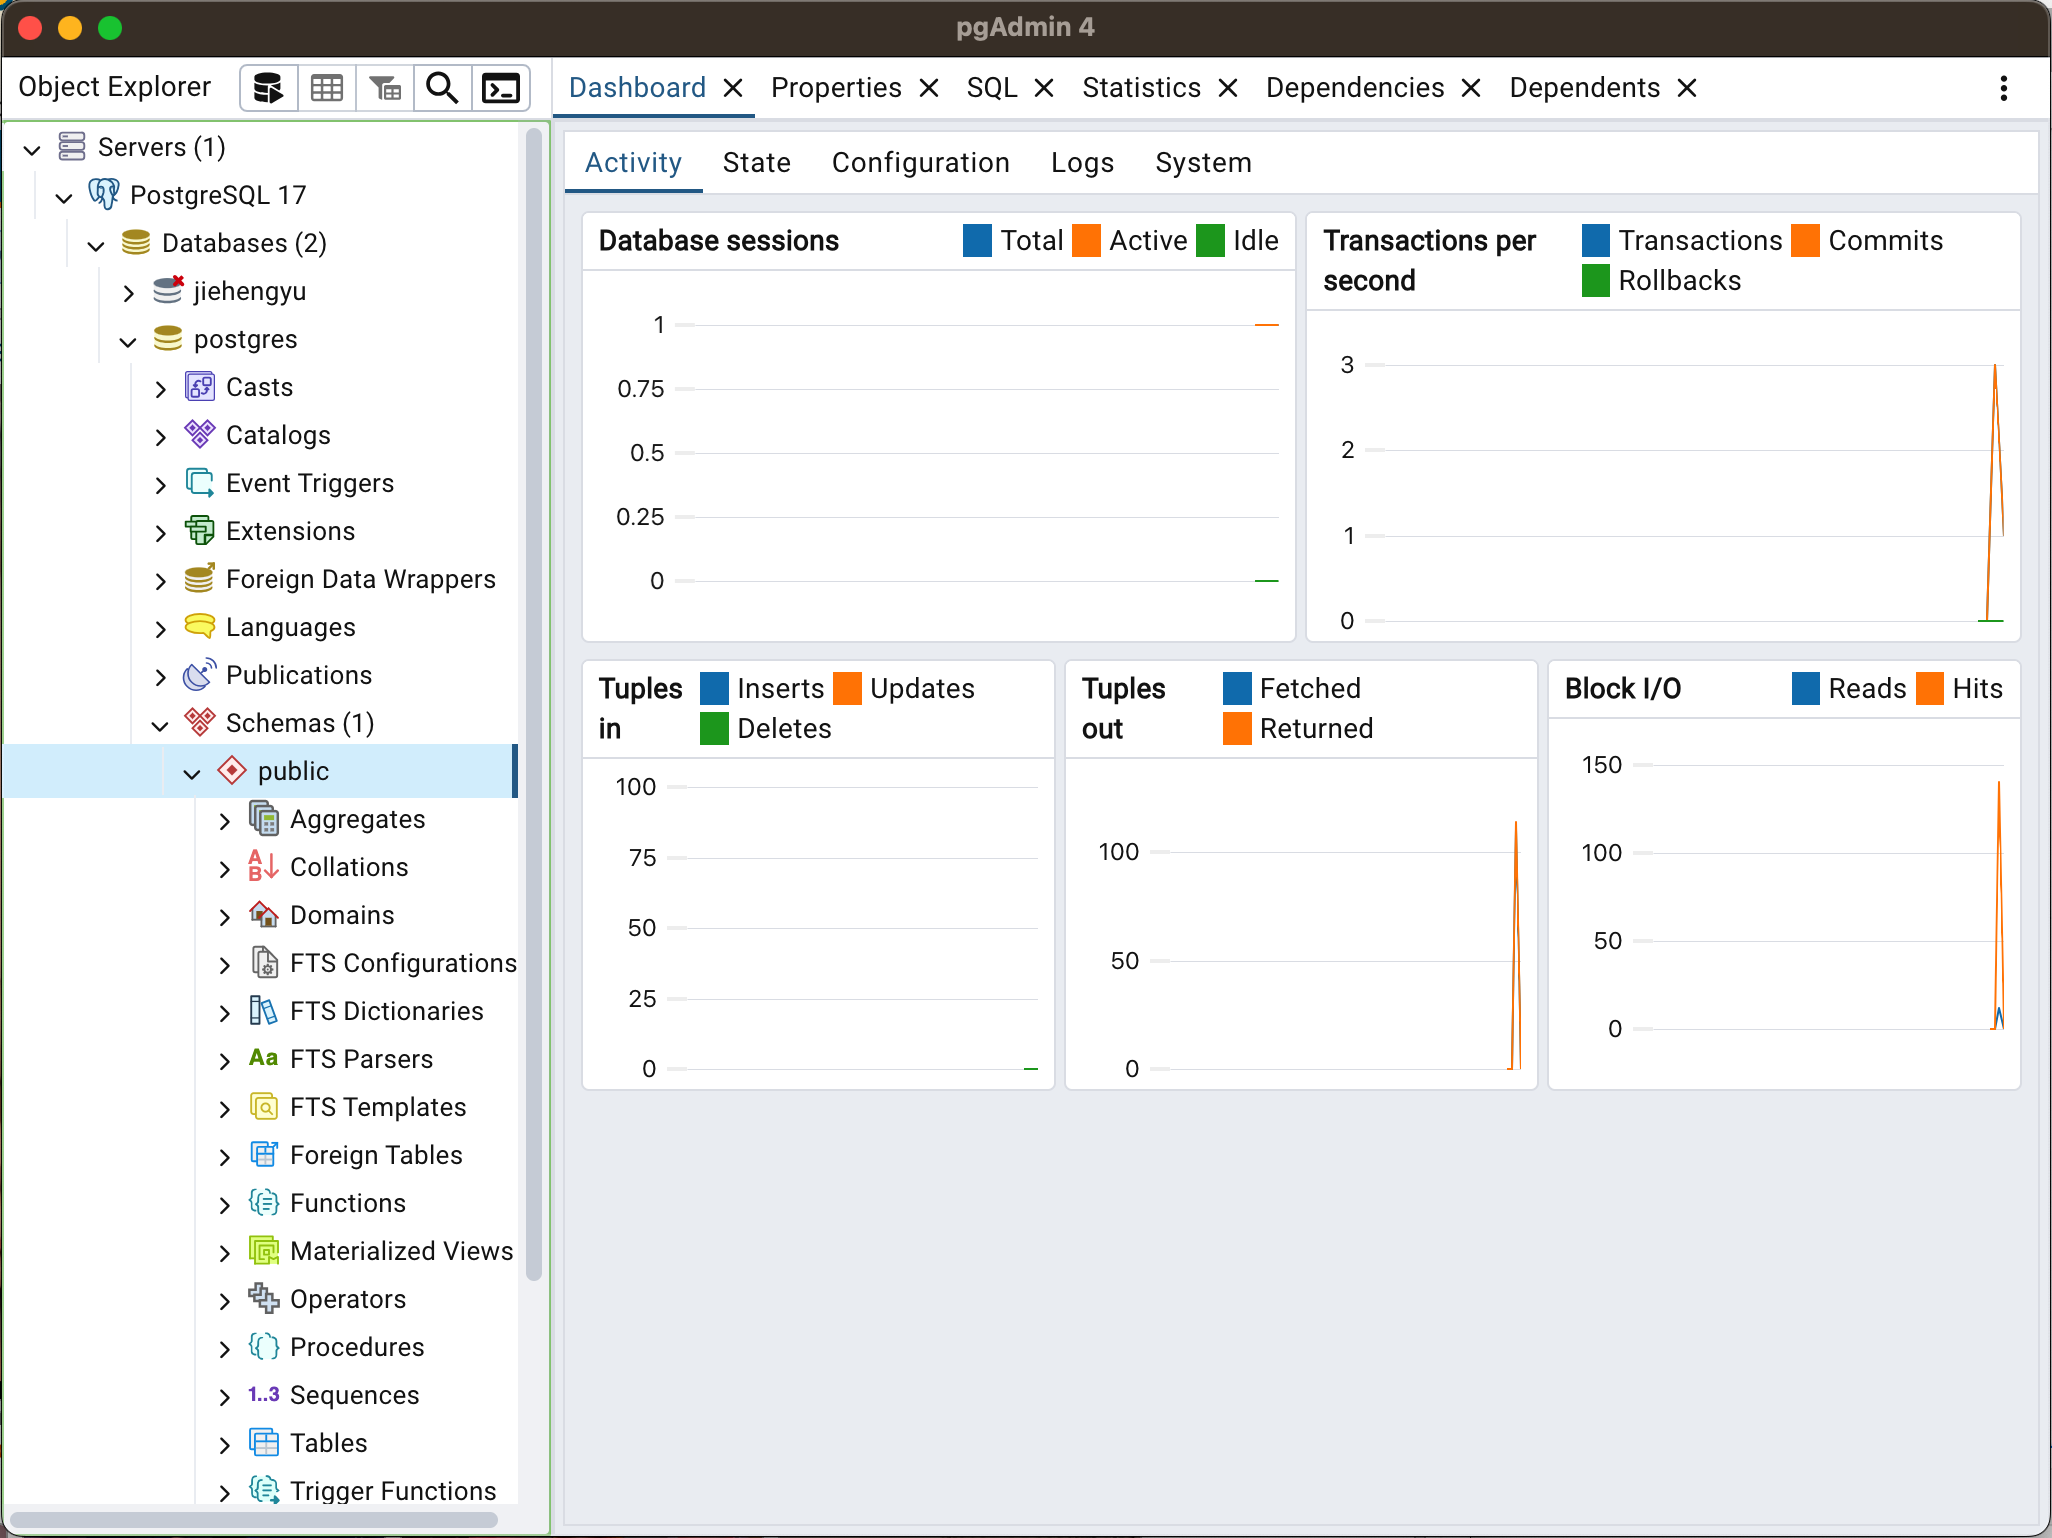 pgAdmin 4
Object Explorer
Dashboard Properties SQL Statistics Dependencies Dependents
Servers (1)
PostgreSQL 17
Databases (2)
jiehengyu
postgres
Casts
Catalogs
Event Triggers
Extensions
Foreign Data Wrappers
Languages
Publications
Schemas (1)
public
Aggregates
Collations
Domains
FTS Configurations
FTS Dictionaries
Aa FTS Parsers
FTS Templates
Foreign Tables
Functions
Materialized Views
Operators
Procedures
1..3 Sequences
Tables
Trigger Functions
Activity State Configuration Logs System
Database sessions
Total Active Idle
1
0.75
0.5
0.25
0
Transactions per
second
Transactions Commits
Rollbacks
3
2
1
0
Tuples
in
Inserts Updates
Deletes
100
75
50
25
0
Tuples
out
Fetched
Returned
100
50
0
Block I/O
Reads Hits
150
100
50
0